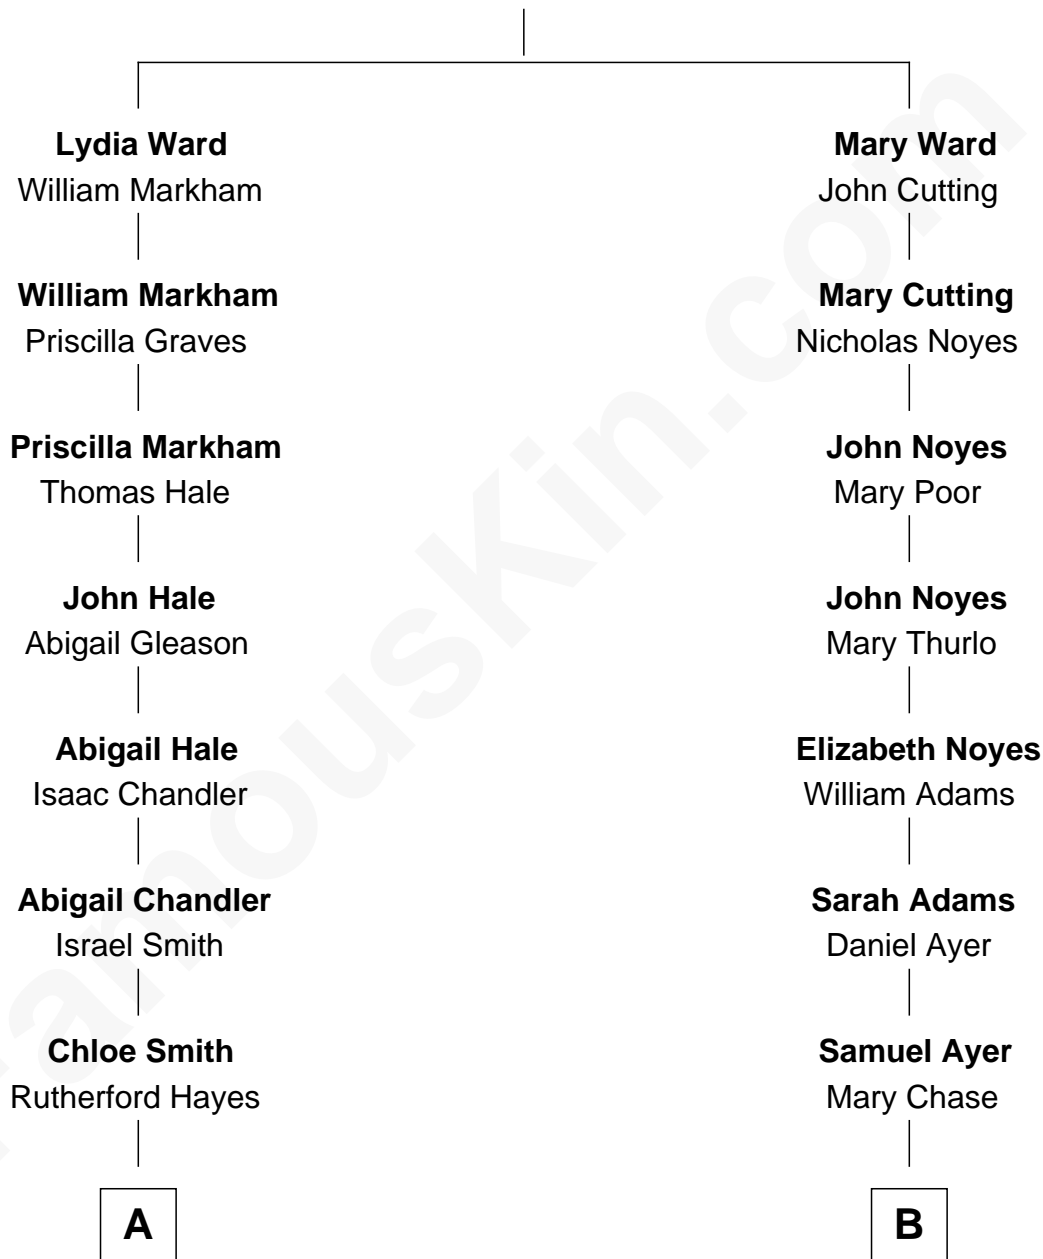 Lydia Ward
William Markham
Mary Ward
John Cutting
William Markham
Priscilla Graves
Mary Cutting
Nicholas Noyes
Priscilla Markham
Thomas Hale
John Noyes
Mary Poor
John Hale
Abigail Gleason
John Noyes
Mary Thurlo
Abigail Hale
Isaac Chandler
Elizabeth Noyes
William Adams
Abigail Chandler
Israel Smith
Sarah Adams
Daniel Ayer
Chloe Smith
Rutherford Hayes
Samuel Ayer
Mary Chase
A
B
FamousKin.com